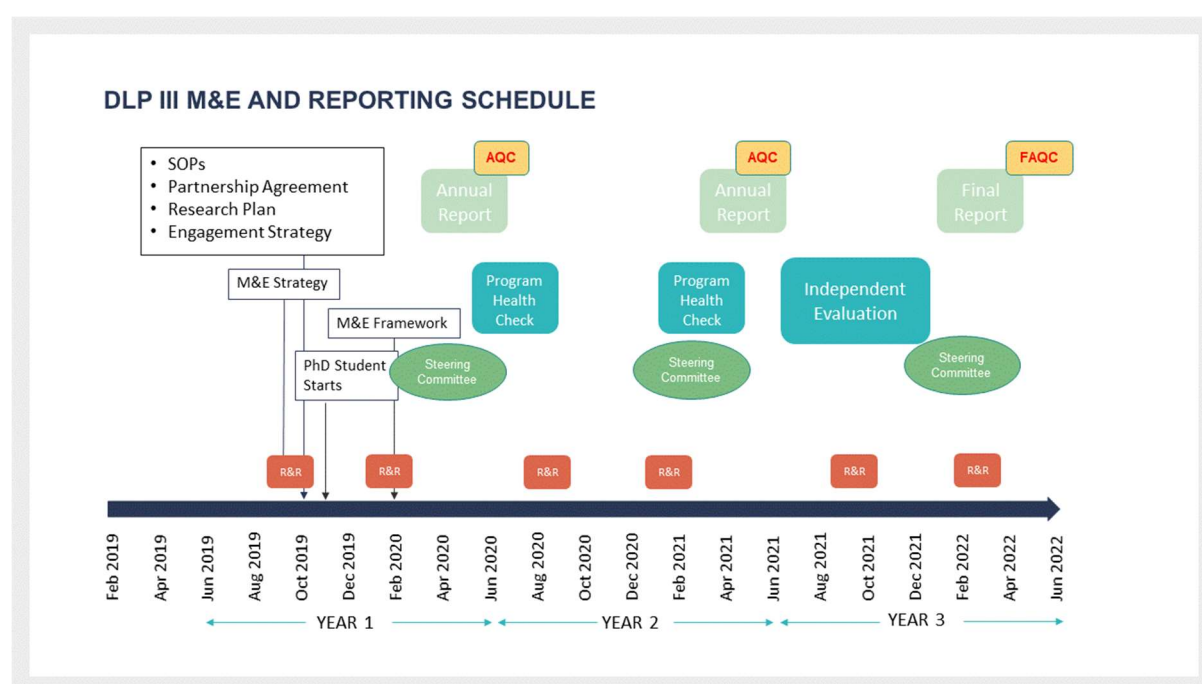 DLP III M&E AND REPORTING SCHEDULE
• SOPs
• Partnership Agreement
• Research Plan
• Engagement Strategy
AQC
Annual
Report
AQC
Annual
Report
FAQC
Final
Report
M&E Strategy
M&E Framework
PhD Student
Starts
Program
Health
Check
Program
Health
Check
Independent
Evaluation
Steering
Committee
Steering
Committee
Steering
Committee
R&R
R&R
R&R
R&R
R&R
R&R
Feb 2019
Apr 2019
Jun 2019
Aug 2019
Oct 2019
Dec 2019
Feb 2020
Apr 2020
Jun 2020
Aug 2020
Oct 2020
Dec 2020
Feb 2021
Apr 2021
Jun 2021
Aug 2021
Oct 2021
Dec 2021
Feb 2022
Apr 2022
Jun 2022
YEAR 1
YEAR 2
YEAR 3